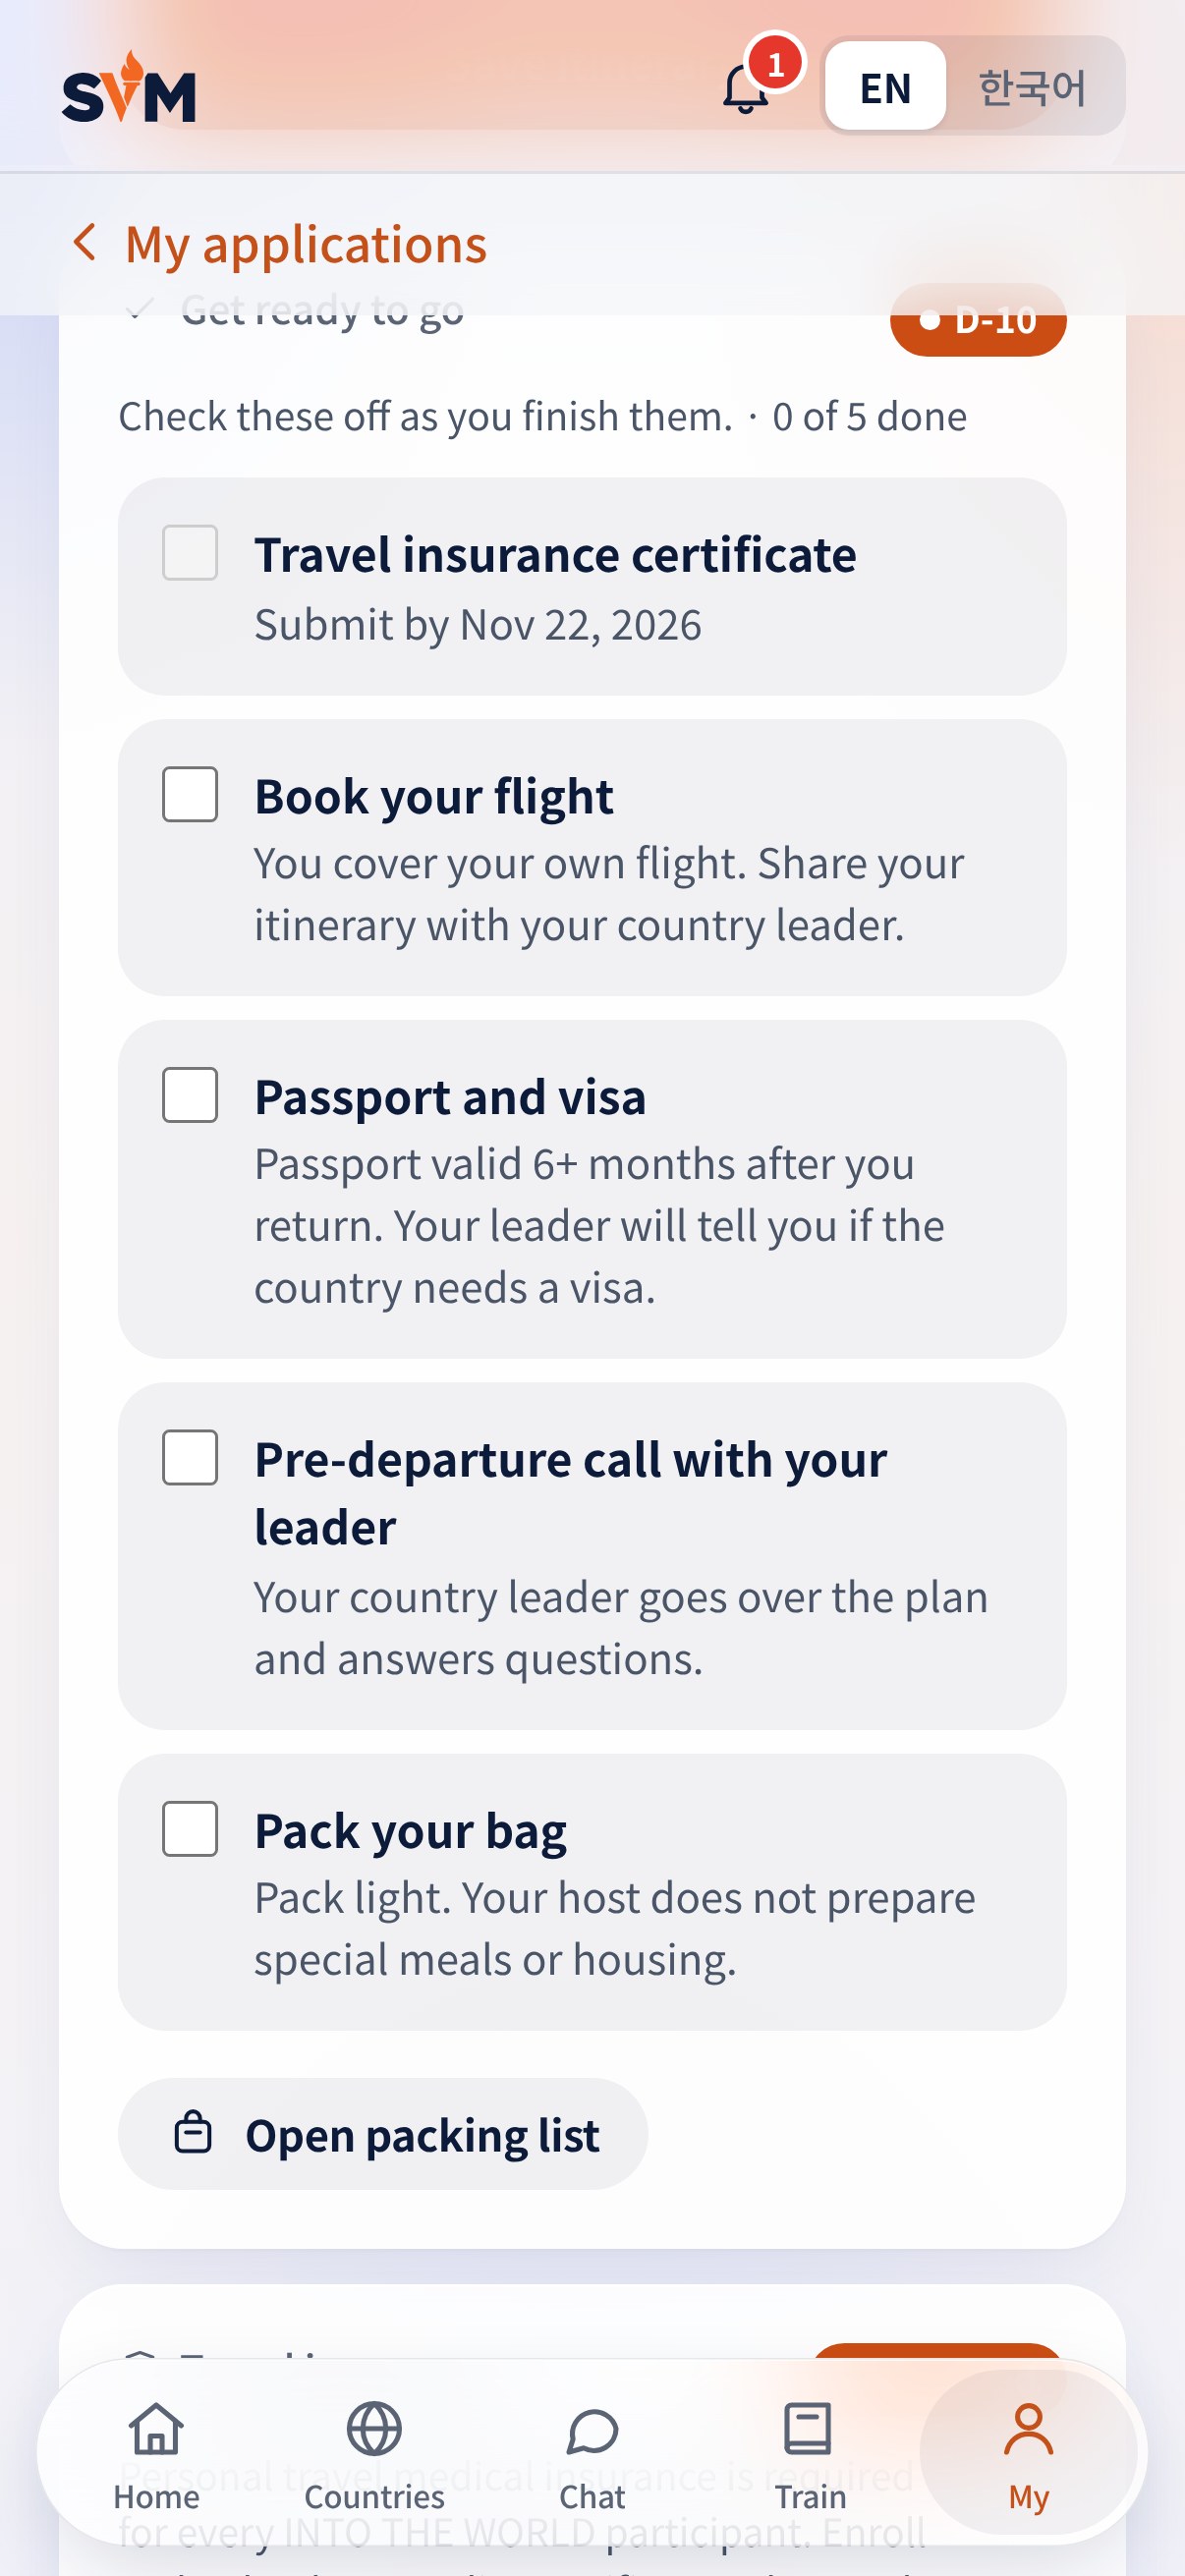 SVM
1
EN
한국어
My applications
Get ready to go
D-10
Check these off as you finish them. · 0 of 5 done
Travel insurance certificate
Submit by Nov 22, 2026
Book your flight
You cover your own flight. Share your
itinerary with your country leader.
Passport and visa
Passport valid 6+ months after you
return. Your leader will tell you if the
country needs a visa.
Pre-departure call with your
leader
Your country leader goes over the plan
and answers questions.
Pack your bag
Pack light. Your host does not prepare
special meals or housing.
Open packing list
Personal travel medical insurance is required
Home
Countries
Chat
Train
My
for every INTO THE WORLD participant. Enroll